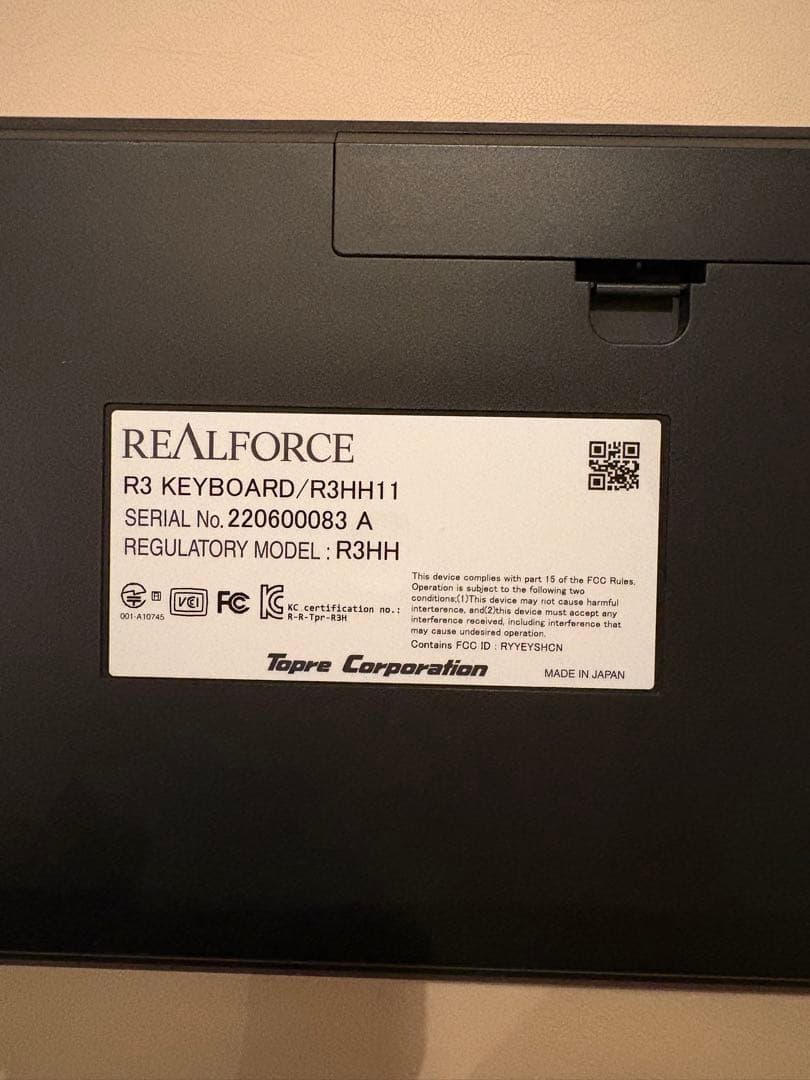 REALFORCE
R3 KEYBOARD/R3HH11
SERIAL No. 220600083 A
REGULATORY MODEL : R3HH
R
VCI
FC
KC
KC certification no.:
R-R-Tpr-R3H
001-A10745
This device complies with part 15 of the FCC Rules.
Operation is subject to the following two
conditions:(1)This device may not cause harmful
interference, and(2)this device must accept any
interference received, including interference that
may cause undesired operation.
Contains FCC ID : RYYEYSHCN
Topre Corporation
MADE IN JAPAN